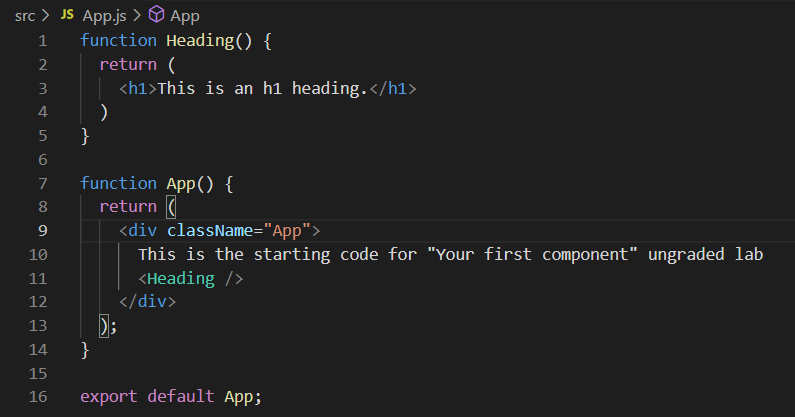 src > JS App.js > App
1 function Heading() {
2   return (
3     <h1>This is an h1 heading.</h1>
4   )
5 }
6
7 function App() {
8   return (
9     <div className="App">
10       This is the starting code for "Your first component" ungraded lab
11       <Heading />
12     </div>
13   );
14 }
15
16 export default App;